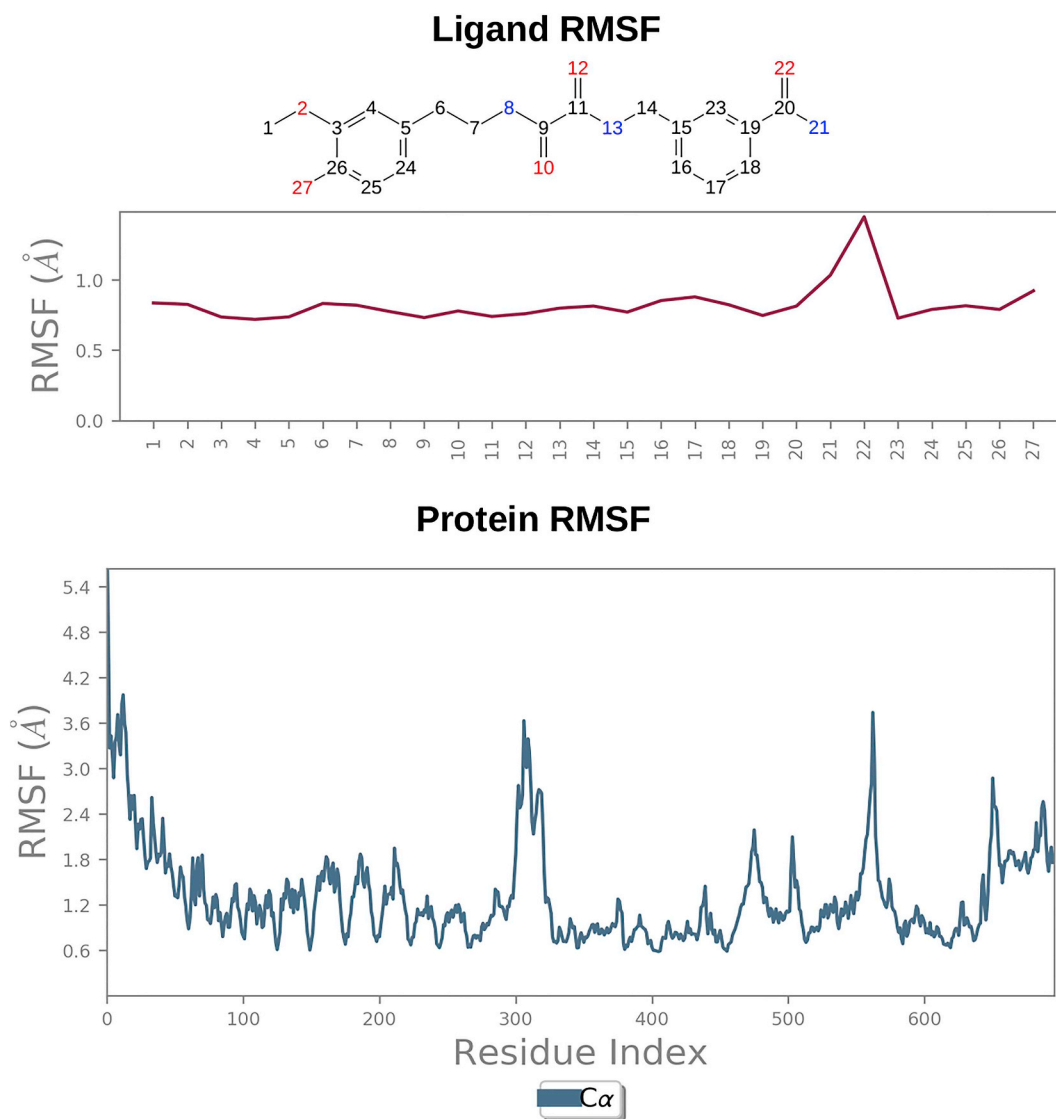 Ligand RMSF
12 22
2 4 6 8 11 14 23 20
1 3 5 7 9 13 15 19 21
26 24 10 16 18
27 25 17
RMSF (Å)
1.0
0.5
0.0
1 2 3 4 5 6 7 8 9 10 11 12 13 14 15 16 17 18 19 20 21 22 23 24 25 26 27
Protein RMSF
RMSF (Å)
5.4
4.8
4.2
3.6
3.0
2.4
1.8
1.2
0.6
0 100 200 300 400 500 600
Residue Index
Cα